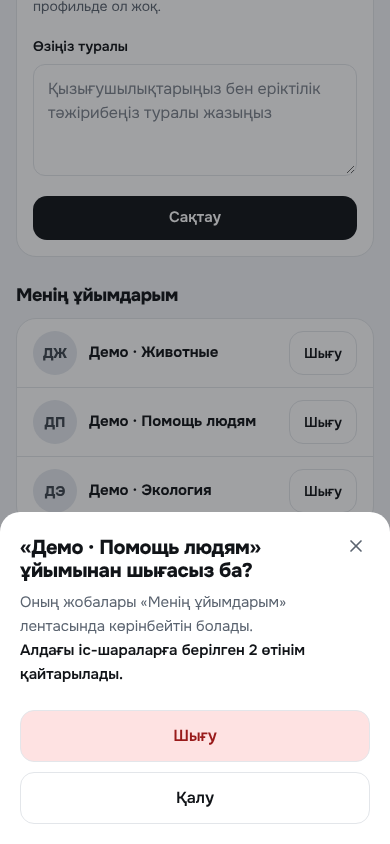 профильде ол жоқ.
Өзіңіз туралы
Қызығушылықтарыңыз бен еріктілік
тәжірибеңіз туралы жазыңыз
Сақтау
Менің ұйымдарым
ДЖ Демо · Животные Шығу
ДП Демо · Помощь людям Шығу
ДЭ Демо · Экология Шығу
«Демо · Помощь людям»
ұйымынан шығасыз ба?
Оның жобалары «Менің ұйымдарым»
лентасында көрінбейтін болады.
Алдағы іс-шараларға берілген 2 өтінім
қайтарылады.
Шығу
Қалу